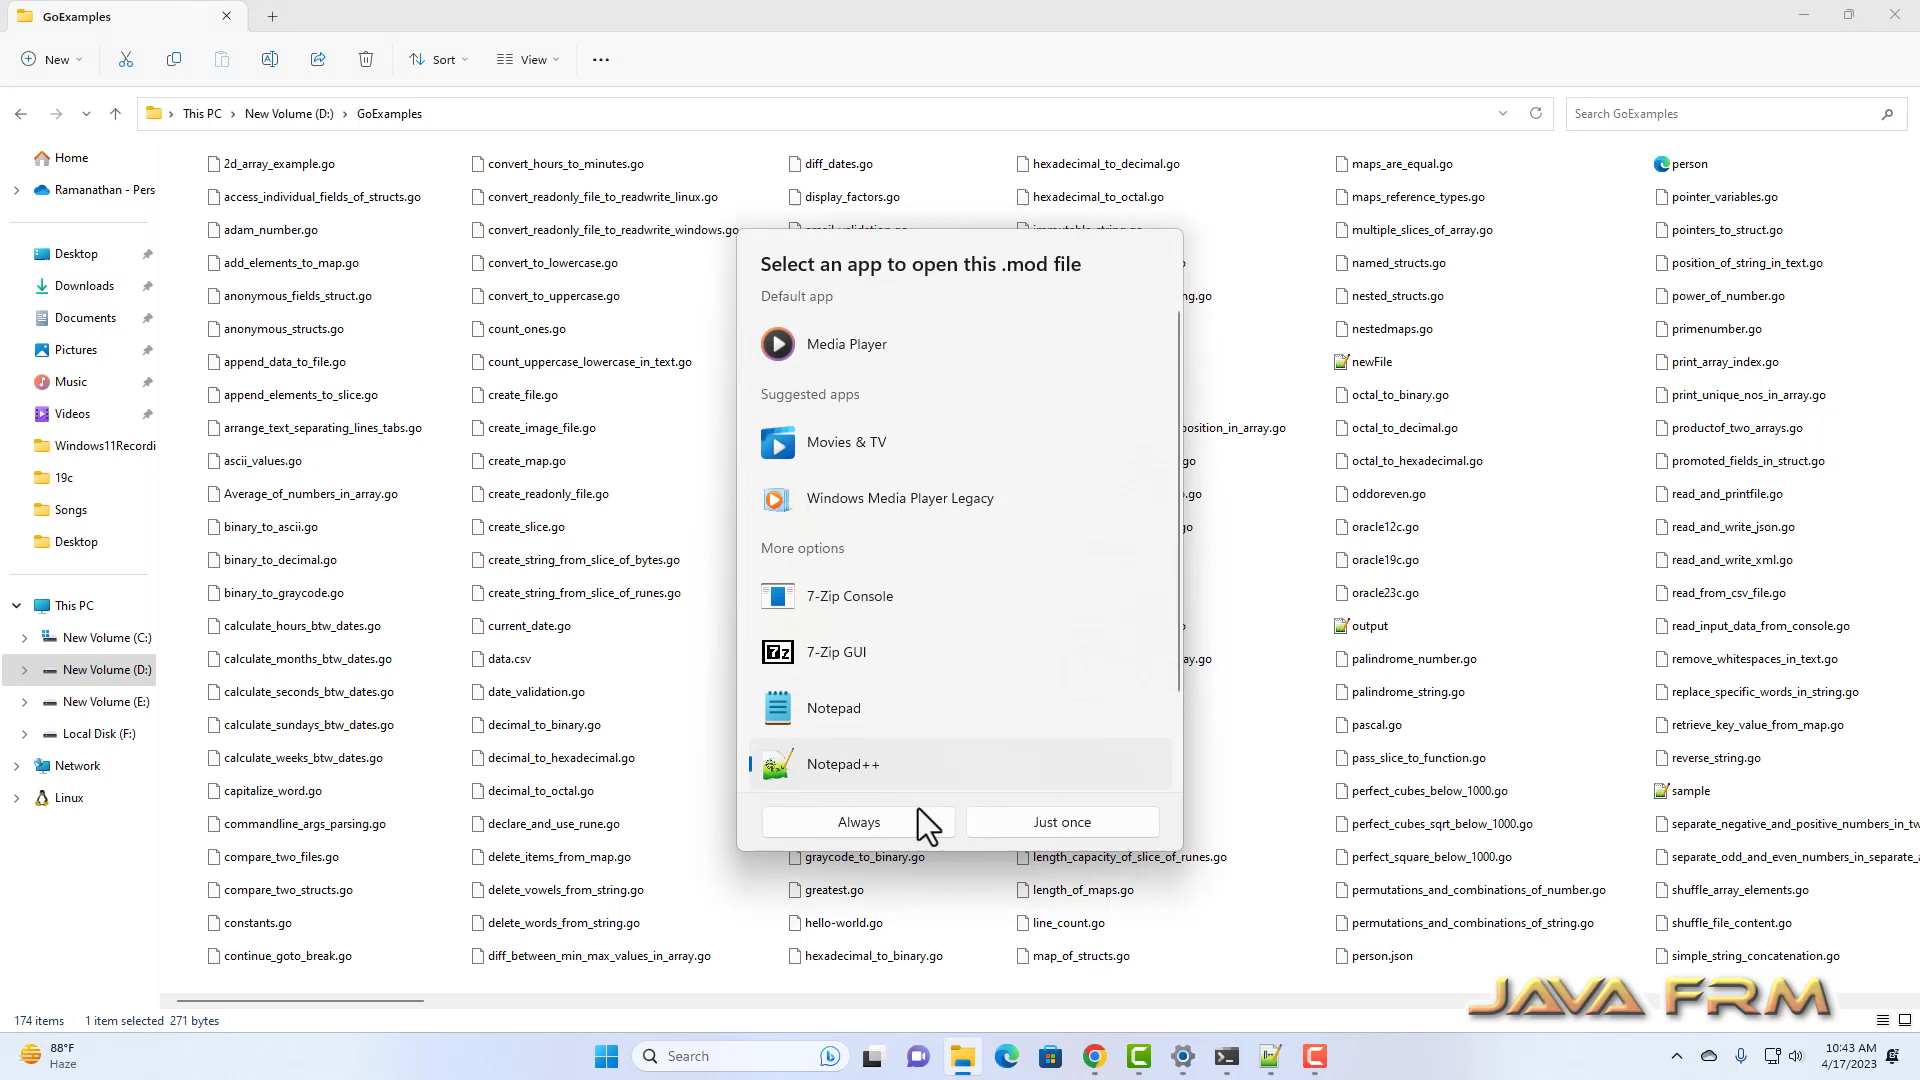 GoExamples
New
Sort
View
This PC
New Volume (D:)
GoExamples
Search GoExamples
Home
Ramanathan - Pers
Desktop
Downloads
Documents
Pictures
Music
Videos
Windows11Recordi
19c
Songs
Desktop
This PC
New Volume (C:)
New Volume (D:)
New Volume (E:)
Local Disk (F:)
Network
Linux
2d_array_example.go
access_individual_fields_of_structs.go
adam_number.go
add_elements_to_map.go
anonymous_fields_struct.go
anonymous_structs.go
append_data_to_file.go
append_elements_to_slice.go
arrange_text_separating_lines_tabs.go
ascii_values.go
Average_of_numbers_in_array.go
binary_to_ascii.go
binary_to_decimal.go
binary_to_graycode.go
calculate_hours_btw_dates.go
calculate_months_btw_dates.go
calculate_seconds_btw_dates.go
calculate_sundays_btw_dates.go
calculate_weeks_btw_dates.go
capitalize_word.go
commandline_args_parsing.go
compare_two_files.go
compare_two_structs.go
constants.go
continue_goto_break.go
convert_hours_to_minutes.go
convert_readonly_file_to_readwrite_linux.go
convert_readonly_file_to_readwrite_windows.go
convert_to_lowercase.go
convert_to_uppercase.go
count_ones.go
count_uppercase_lowercase_in_text.go
create_file.go
create_image_file.go
create_map.go
create_readonly_file.go
create_slice.go
create_string_from_slice_of_bytes.go
create_string_from_slice_of_runes.go
current_date.go
data.csv
date_validation.go
decimal_to_binary.go
decimal_to_hexadecimal.go
decimal_to_octal.go
declare_and_use_rune.go
delete_items_from_map.go
delete_vowels_from_string.go
delete_words_from_string.go
diff_between_min_max_values_in_array.go
diff_dates.go
display_factors.go
graycode_to_binary.go
greatest.go
hello-world.go
hexadecimal_to_binary.go
hexadecimal_to_decimal.go
hexadecimal_to_octal.go
ng.go
position_in_array.go
go
o.go
go
ay.go
length_capacity_of_slice_of_runes.go
length_of_maps.go
line_count.go
map_of_structs.go
Select an app to open this .mod file
Default app
Media Player
Suggested apps
Movies & TV
Windows Media Player Legacy
More options
7-Zip Console
7-Zip GUI
Notepad
Notepad++
Always
Just once
maps_are_equal.go
maps_reference_types.go
multiple_slices_of_array.go
named_structs.go
nested_structs.go
nestedmaps.go
newFile
octal_to_binary.go
octal_to_decimal.go
octal_to_hexadecimal.go
oddoreven.go
oracle12c.go
oracle19c.go
oracle23c.go
output
palindrome_number.go
palindrome_string.go
pascal.go
pass_slice_to_function.go
perfect_cubes_below_1000.go
perfect_cubes_sqrt_below_1000.go
perfect_square_below_1000.go
permutations_and_combinations_of_number.go
permutations_and_combinations_of_string.go
person.json
person
pointer_variables.go
pointers_to_struct.go
position_of_string_in_text.go
power_of_number.go
primenumber.go
print_array_index.go
print_unique_nos_in_array.go
productof_two_arrays.go
promoted_fields_in_struct.go
read_and_printfile.go
read_and_write_json.go
read_and_write_xml.go
read_from_csv_file.go
read_input_data_from_console.go
remove_whitespaces_in_text.go
replace_specific_words_in_string.go
retrieve_key_value_from_map.go
reverse_string.go
sample
separate_negative_and_positive_numbers_in_tw
separate_odd_and_even_numbers_in_separate_a
shuffle_array_elements.go
shuffle_file_content.go
simple_string_concatenation.go
JAVA FRM
174 items
1 item selected 271 bytes
88°F
Haze
Search
10:43 AM
4/17/2023